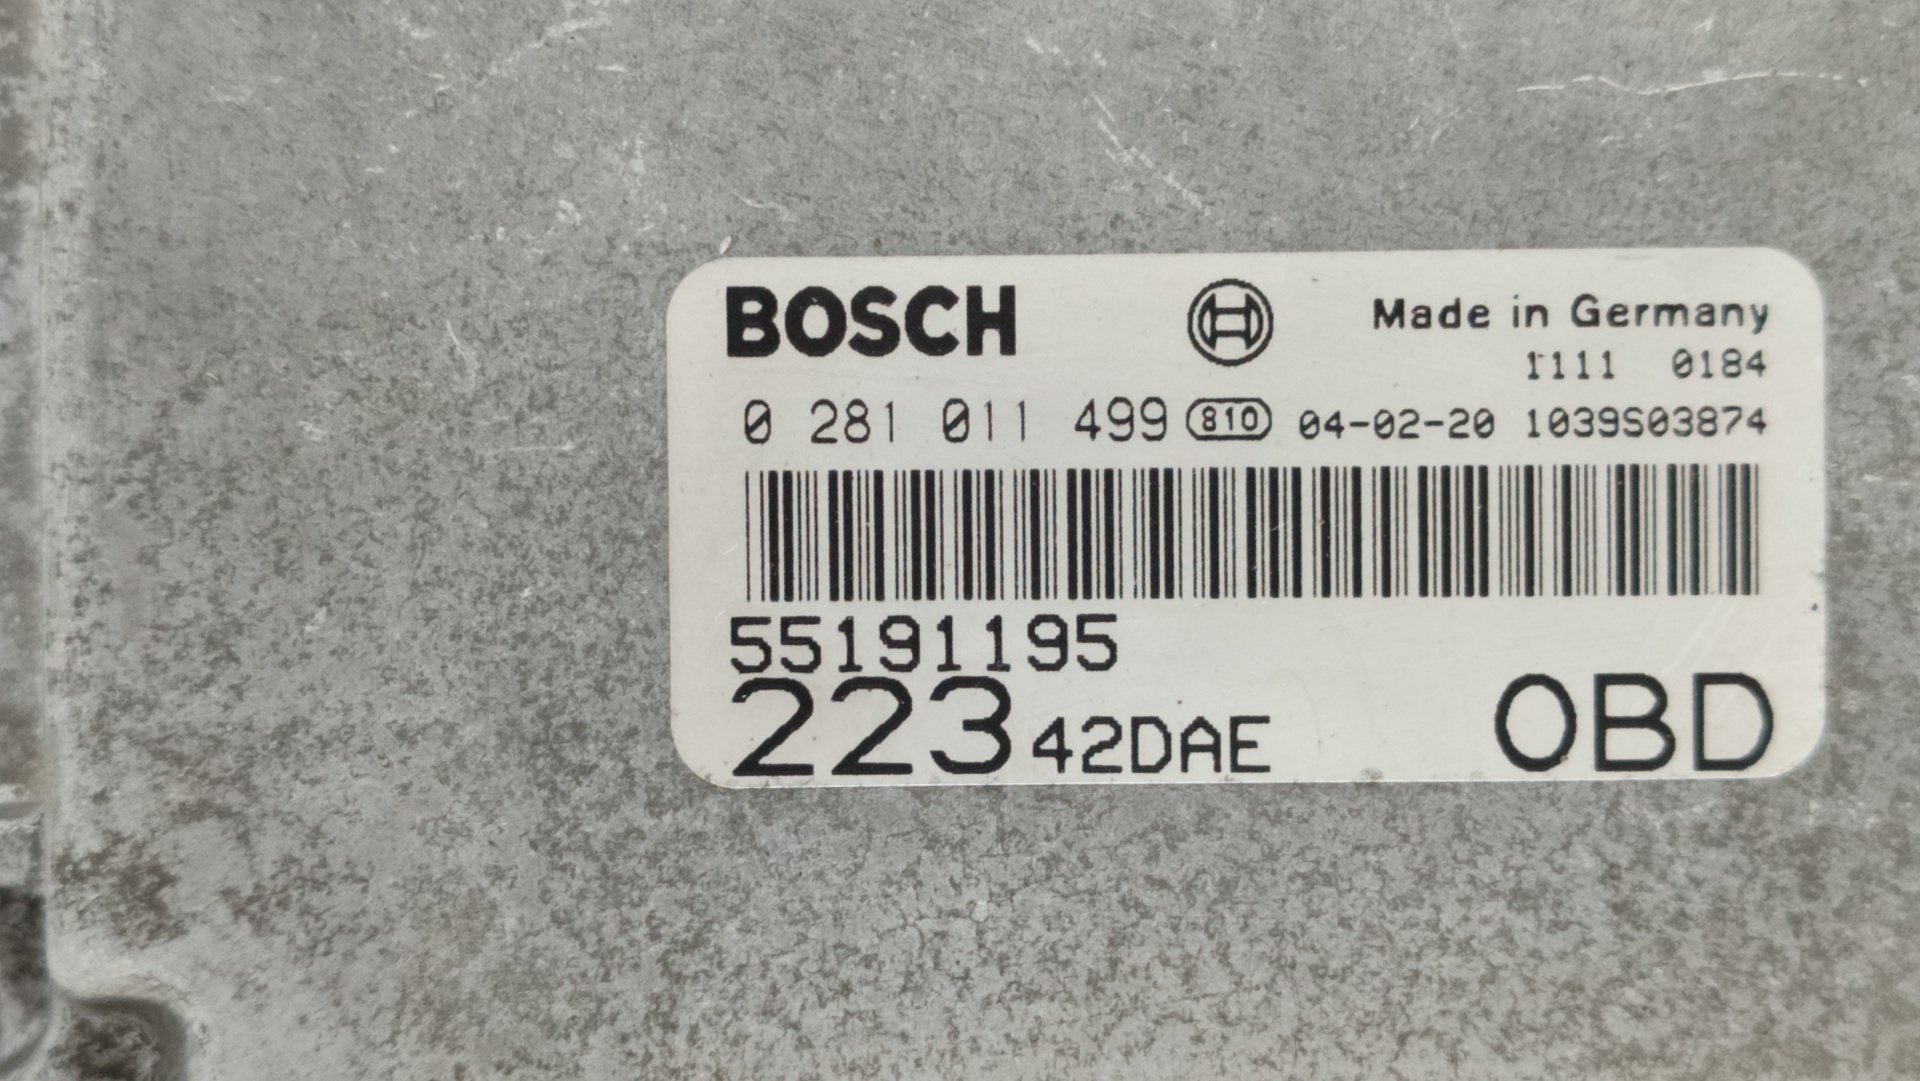 BOSCH Made in Germany
1111 0184
0 281 011 499 810 04-02-20 1039S03874
55191195
223 42DAE OBD